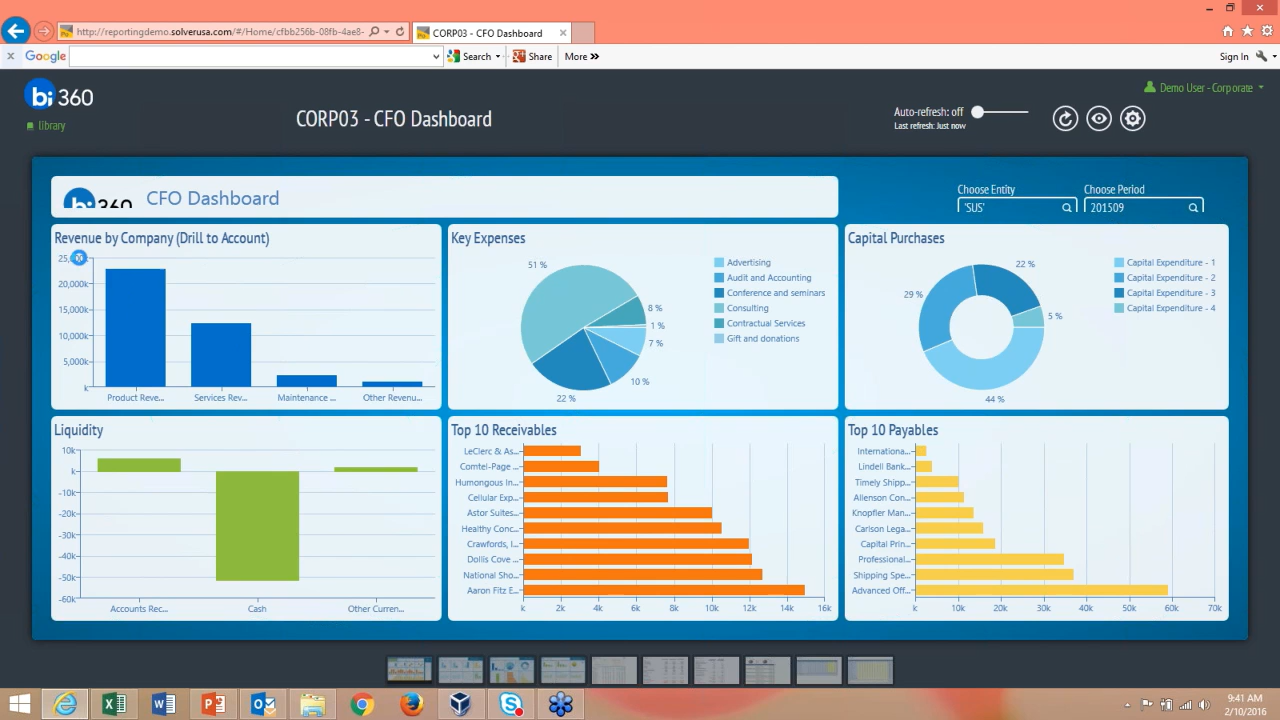 http://reportingdemo.solverusa.com/#/Home/cfbb256b-08fb-4ae8-
CORP03 - CFO Dashboard
Google
Search
Share
More »
Sign In
bi360
library
CORP03 - CFO Dashboard
Auto-refresh: off
Last refresh: Just now
Demo User - Corporate
bi360
CFO Dashboard
Choose Entity
'SUS'
Choose Period
201509
Revenue by Company (Drill to Account)
20,000k
15,000k
10,000k
5,000k
k
Product Reve...
Services Rev...
Maintenance ...
Other Revenu...
Key Expenses
51 %
8 %
1 %
7 %
10 %
22 %
Advertising
Audit and Accounting
Conference and seminars
Consulting
Contractual Services
Gift and donations
Capital Purchases
22 %
29 %
5 %
44 %
Capital Expenditure - 1
Capital Expenditure - 2
Capital Expenditure - 3
Capital Expenditure - 4
Liquidity
10k
k
-10k
-20k
-30k
-40k
-50k
-60k
Accounts Rec...
Cash
Other Curren...
Top 10 Receivables
LeClerc & As...
Comtel-Page ...
Humongous In...
Cellular Exp...
Astor Suites...
Healthy Conc...
Crawfords, I...
Dollis Cove ...
National Sho...
Aaron Fitz E...
k
2k
4k
6k
8k
10k
12k
14k
16k
Top 10 Payables
Internationa...
Lindell Bank...
Timely Shipp...
Allenson Con...
Knopfler Man...
Carlson Lega...
Capital Prin...
Professional...
Shipping Spe...
Advanced Off...
k
10k
20k
30k
40k
50k
60k
70k
9:41 AM
2/10/2016